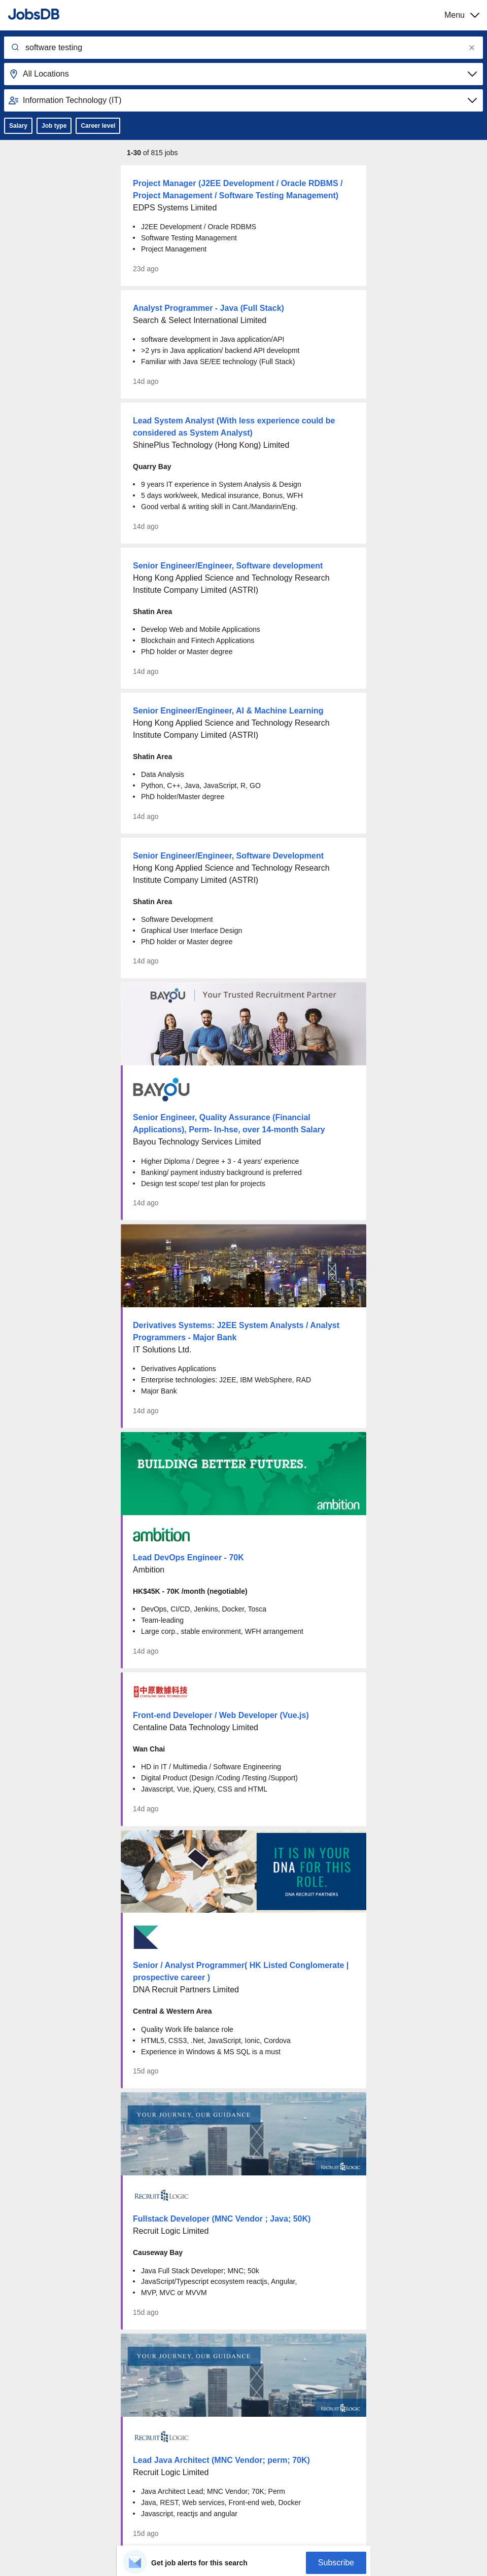 JobsDB
Menu
software testing
All Locations
Information Technology (IT)
Salary
Job type
Career level
1-30 of 815 jobs
Project Manager (J2EE Development / Oracle RDBMS /
Project Management / Software Testing Management)
EDPS Systems Limited
• J2EE Development / Oracle RDBMS
• Software Testing Management
• Project Management
23d ago
Analyst Programmer - Java (Full Stack)
Search & Select International Limited
• software development in Java application/API
• >2 yrs in Java application/ backend API developmt
• Familiar with Java SE/EE technology (Full Stack)
14d ago
Lead System Analyst (With less experience could be
considered as System Analyst)
ShinePlus Technology (Hong Kong) Limited
Quarry Bay
• 9 years IT experience in System Analysis & Design
• 5 days work/week, Medical insurance, Bonus, WFH
• Good verbal & writing skill in Cant./Mandarin/Eng.
14d ago
Senior Engineer/Engineer, Software development
Hong Kong Applied Science and Technology Research
Institute Company Limited (ASTRI)
Shatin Area
• Develop Web and Mobile Applications
• Blockchain and Fintech Applications
• PhD holder or Master degree
14d ago
Senior Engineer/Engineer, AI & Machine Learning
Hong Kong Applied Science and Technology Research
Institute Company Limited (ASTRI)
Shatin Area
• Data Analysis
• Python, C++, Java, JavaScript, R, GO
• PhD holder/Master degree
14d ago
Senior Engineer/Engineer, Software Development
Hong Kong Applied Science and Technology Research
Institute Company Limited (ASTRI)
Shatin Area
• Software Development
• Graphical User Interface Design
• PhD holder or Master degree
14d ago
BAYOU | Your Trusted Recruitment Partner
BAYOU
Senior Engineer, Quality Assurance (Financial
Applications), Perm- In-hse, over 14-month Salary
Bayou Technology Services Limited
• Higher Diploma / Degree + 3 - 4 years' experience
• Banking/ payment industry background is preferred
• Design test scope/ test plan for projects
14d ago
Derivatives Systems: J2EE System Analysts / Analyst
Programmers - Major Bank
IT Solutions Ltd.
• Derivatives Applications
• Enterprise technologies: J2EE, IBM WebSphere, RAD
• Major Bank
14d ago
BUILDING BETTER FUTURES.
ambition
ambition
Lead DevOps Engineer - 70K
Ambition
HK$45K - 70K /month (negotiable)
• DevOps, CI/CD, Jenkins, Docker, Tosca
• Team-leading
• Large corp., stable environment, WFH arrangement
14d ago
中原數據科技
CENTALINE DATA TECHNOLOGY
Front-end Developer / Web Developer (Vue.js)
Centaline Data Technology Limited
Wan Chai
• HD in IT / Multimedia / Software Engineering
• Digital Product (Design /Coding /Testing /Support)
• Javascript, Vue, jQuery, CSS and HTML
14d ago
IT IS IN YOUR
DNA FOR THIS
ROLE.
DNA RECRUIT PARTNERS
Senior / Analyst Programmer( HK Listed Conglomerate |
prospective career )
DNA Recruit Partners Limited
Central & Western Area
• Quality Work life balance role
• HTML5, CSS3, .Net, JavaScript, Ionic, Cordova
• Experience in Windows & MS SQL is a must
15d ago
YOUR JOURNEY, OUR GUIDANCE
RECRUIT LOGIC
RECRUIT LOGIC
Fullstack Developer (MNC Vendor ; Java; 50K)
Recruit Logic Limited
Causeway Bay
• Java Full Stack Developer; MNC; 50k
• JavaScript/Typescript ecosystem reactjs, Angular,
• MVP, MVC or MVVM
15d ago
YOUR JOURNEY, OUR GUIDANCE
RECRUIT LOGIC
RECRUIT LOGIC
Lead Java Architect (MNC Vendor; perm; 70K)
Recruit Logic Limited
• Java Architect Lead; MNC Vendor; 70K; Perm
• Java, REST, Web services, Front-end web, Docker
• Javascript, reactjs and angular
15d ago
Get job alerts for this search
Subscribe